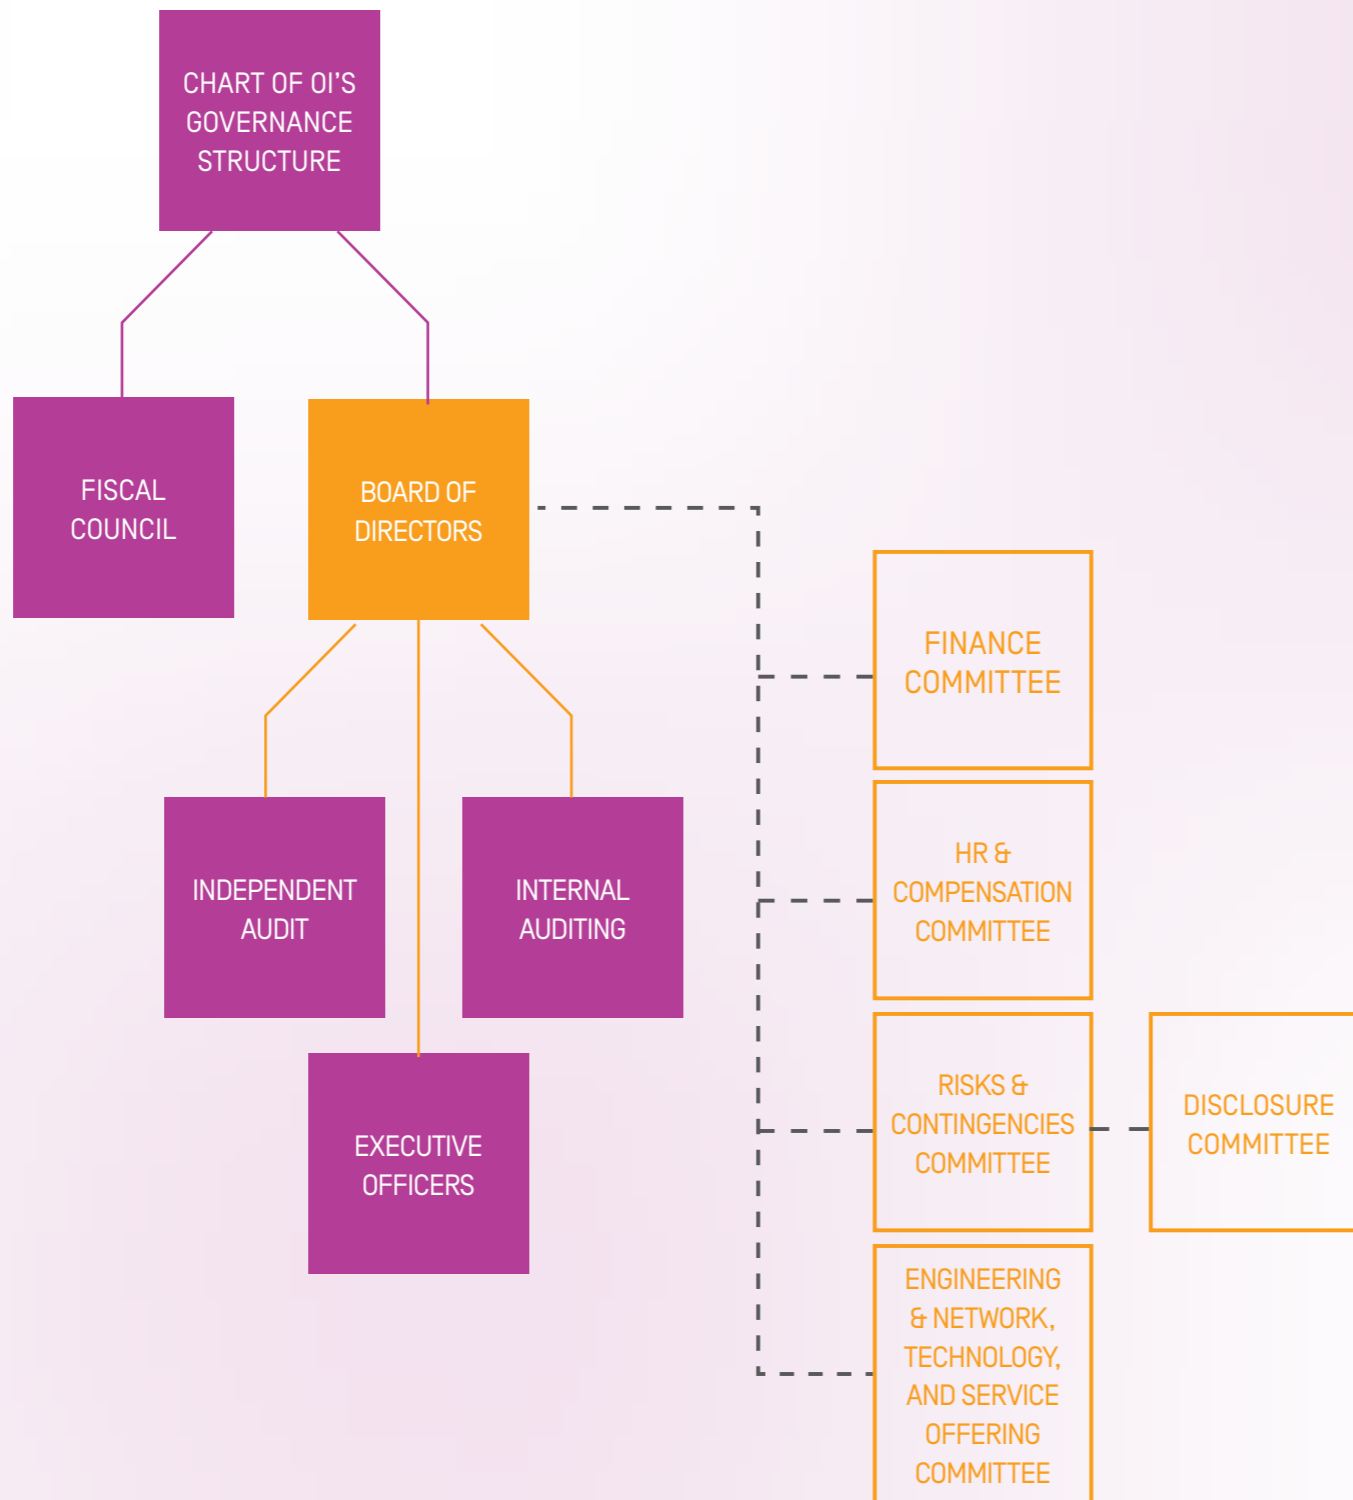 CHART OF OI'S
GOVERNANCE
STRUCTURE
FISCAL
COUNCIL
BOARD OF
DIRECTORS
FINANCE
COMMITTEE
INDEPENDENT
AUDIT
INTERNAL
AUDITING
HR &
COMPENSATION
COMMITTEE
EXECUTIVE
OFFICERS
RISKS &
CONTINGENCIES
COMMITTEE
DISCLOSURE
COMMITTEE
ENGINEERING
& NETWORK,
TECHNOLOGY,
AND SERVICE
OFFERING
COMMITTEE